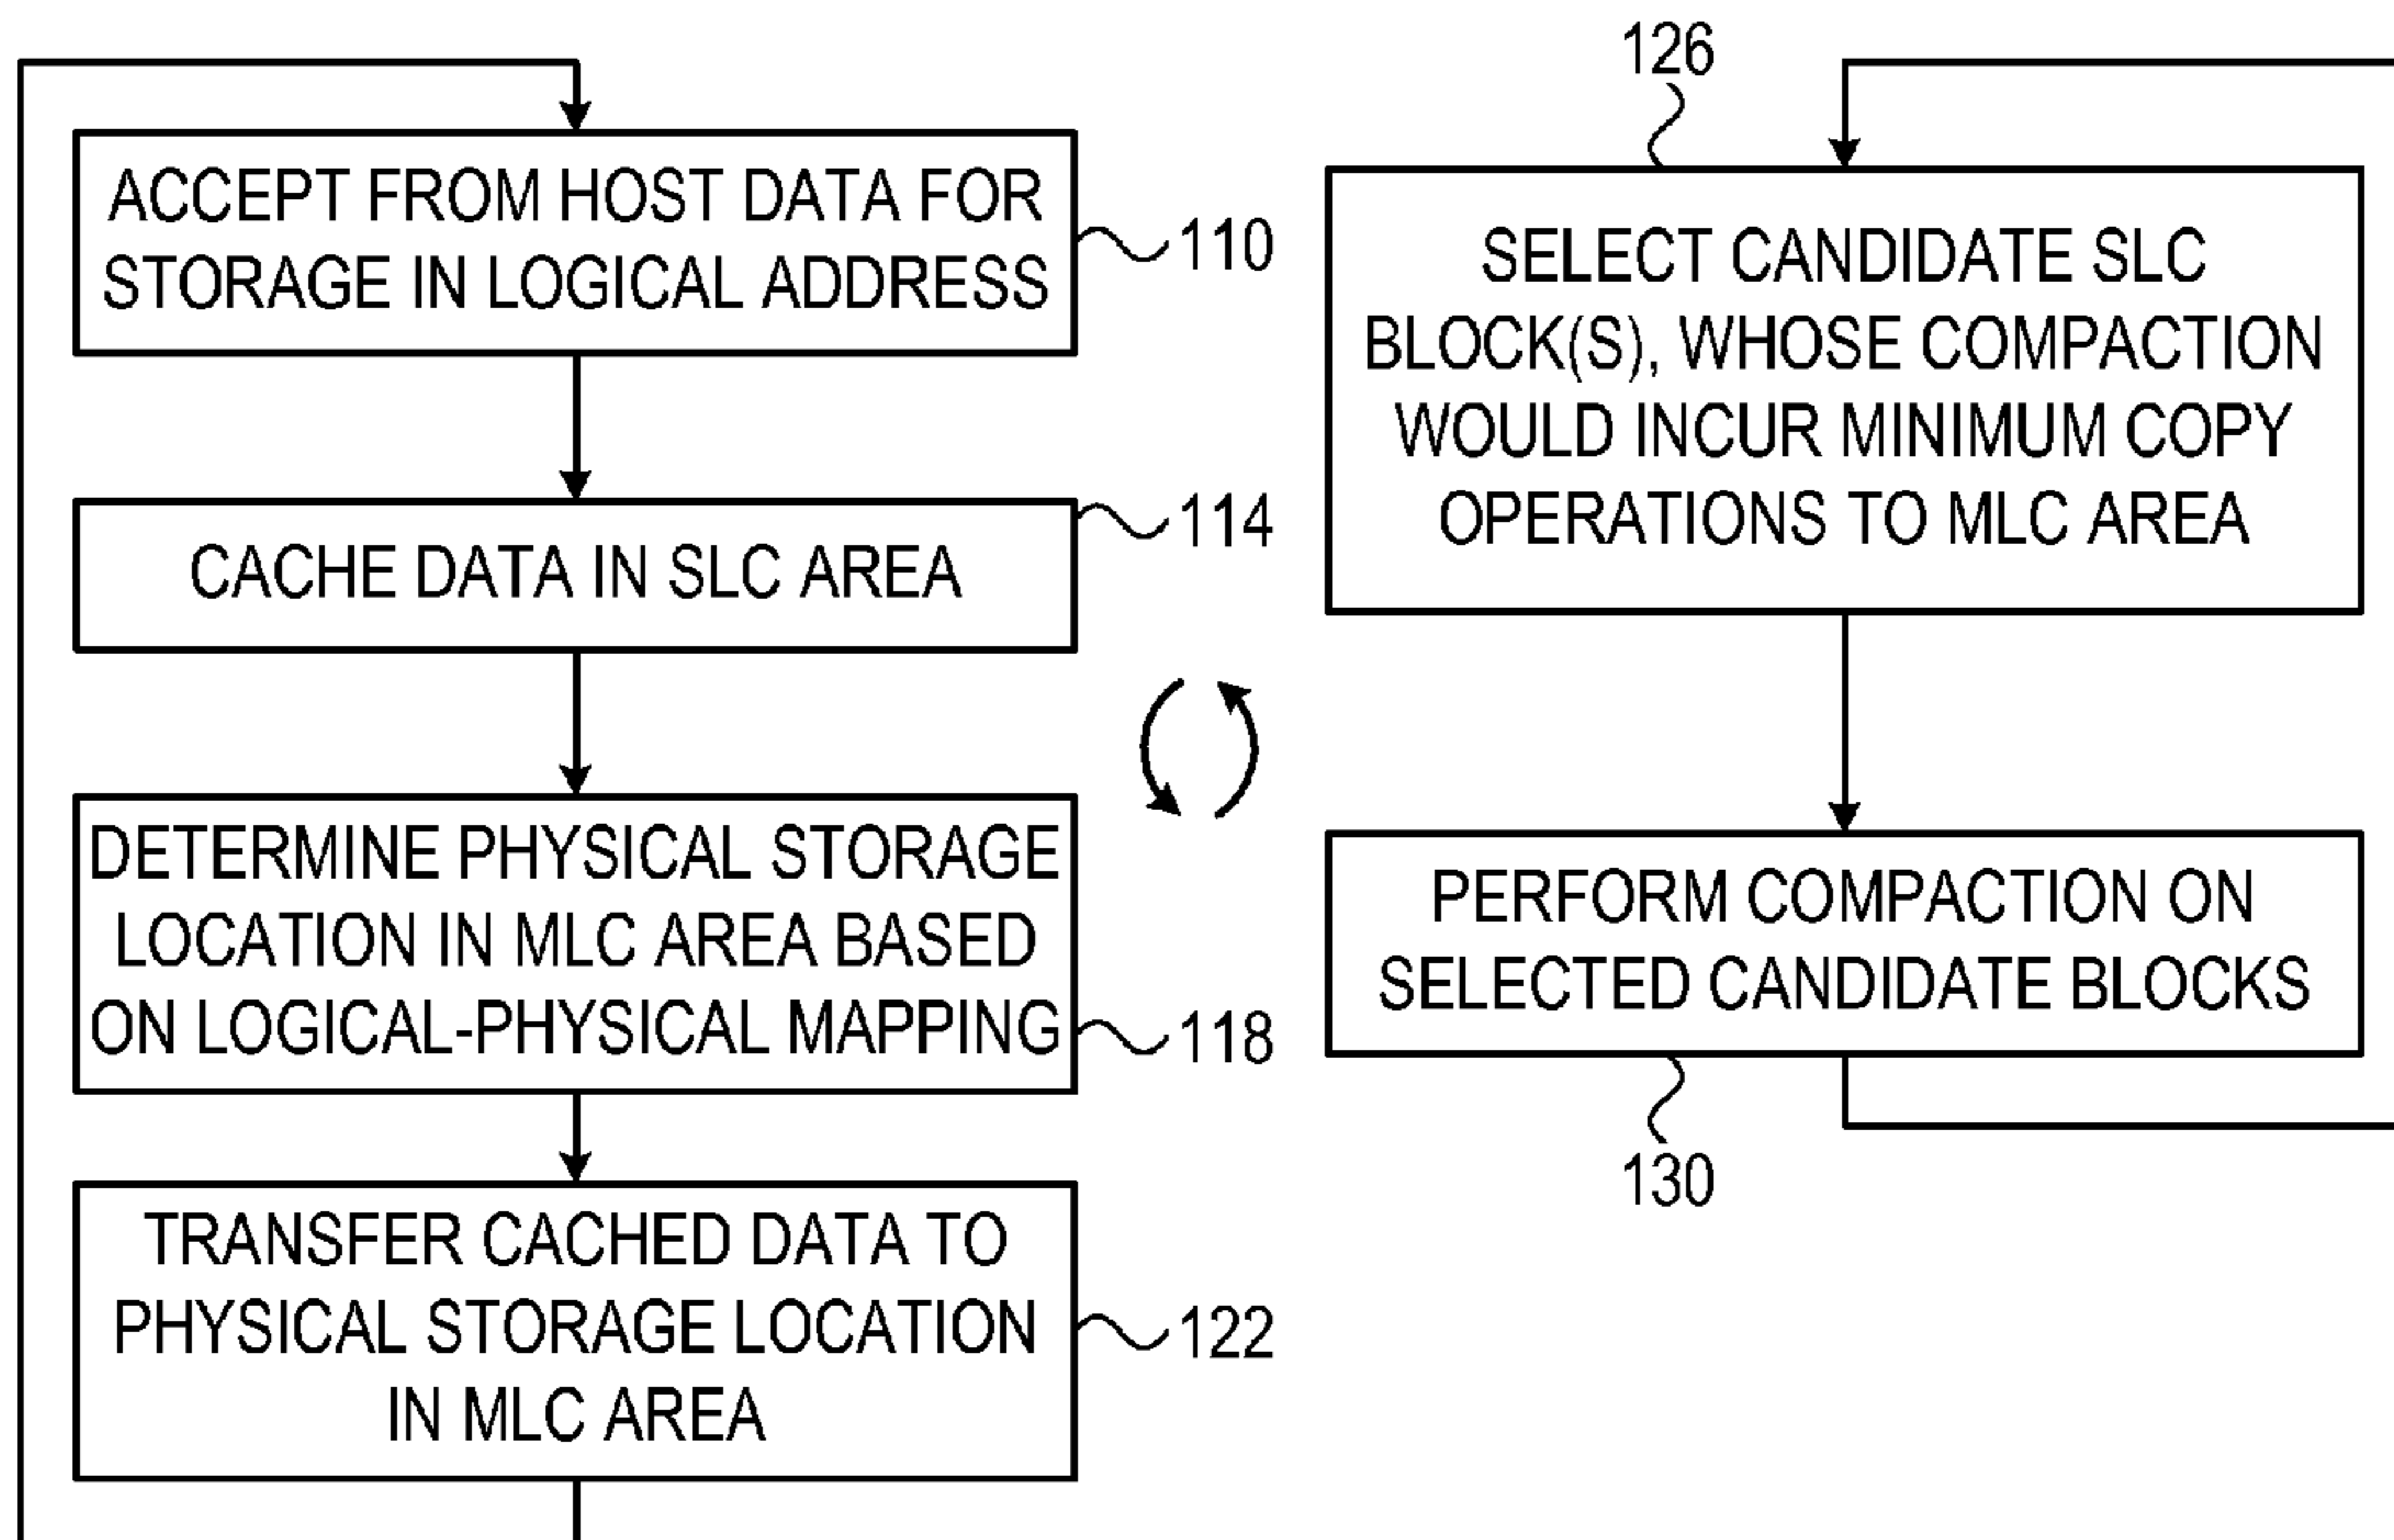 ACCEPT FROM HOST DATA FOR
STORAGE IN LOGICAL ADDRESS
110
CACHE DATA IN SLC AREA
114
DETERMINE PHYSICAL STORAGE
LOCATION IN MLC AREA BASED
ON LOGICAL-PHYSICAL MAPPING
118
TRANSFER CACHED DATA TO
PHYSICAL STORAGE LOCATION
IN MLC AREA
122
126
SELECT CANDIDATE SLC
BLOCK(S), WHOSE COMPACTION
WOULD INCUR MINIMUM COPY
OPERATIONS TO MLC AREA
PERFORM COMPACTION ON
SELECTED CANDIDATE BLOCKS
130